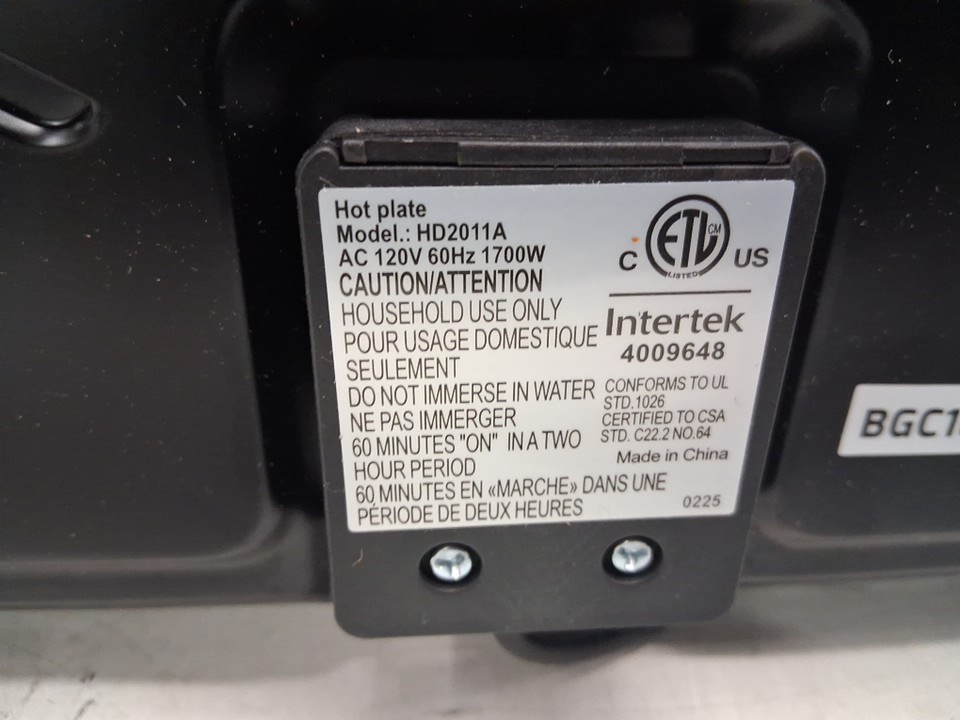 Hot plate
Model.: HD2011A
AC 120V 60Hz 1700W
CAUTION/ATTENTION
HOUSEHOLD USE ONLY
POUR USAGE DOMESTIQUE
SEULEMENT
DO NOT IMMERSE IN WATER
NE PAS IMMERGER
60 MINUTES "ON" IN A TWO
HOUR PERIOD
60 MINUTES EN «MARCHE» DANS UNE
PÉRIODE DE DEUX HEURES
ETL CM
LISTED
C US
Intertek
4009648
CONFORMS TO UL
STD.1026
CERTIFIED TO CSA
STD. C22.2 NO.64
Made in China
0225
BGC1